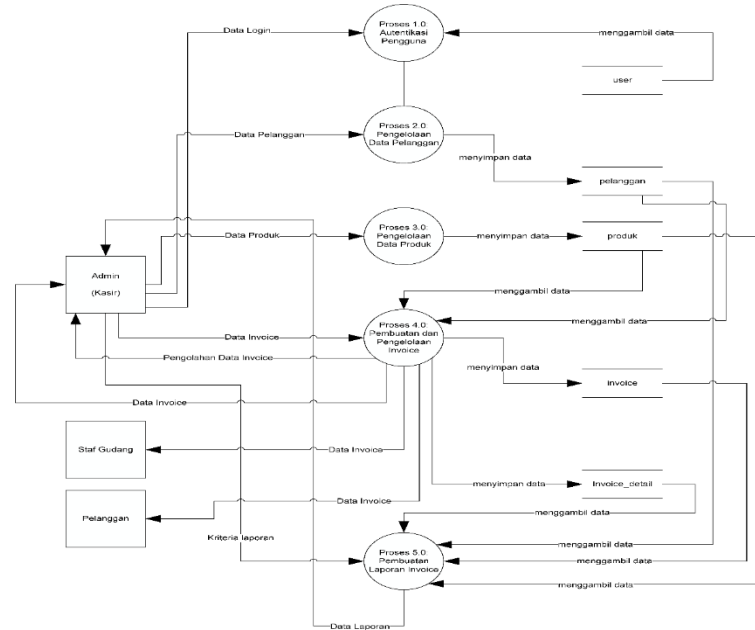 Proses 1.0:
Autentikasi
Pengguna
Data Login
menggambil data
user
Proses 2.0:
Pengelolaan
Data Pelanggan
Data Pelanggan
menyimpan data
pelanggan
Proses 3.0:
Pengelolaan
Data Produk
Data Produk
menyimpan data
produk
Admin
(Kasir)
menggambil data
Proses 4.0:
Pembuatan dan
Pengelolaan
Invoice
menggambil data
Data Invoice
Pengolahan Data Invoice
menyimpan data
invoice
Data Invoice
Staf Gudang
Data Invoice
menyimpan data
Invoice_detail
Pelanggan
Data Invoice
menggambil data
Kriteria laporan
Proses 5.0:
Pembuatan
Laporan Invoice
menggambil data
menggambil data
menggambil data
Data Laporan